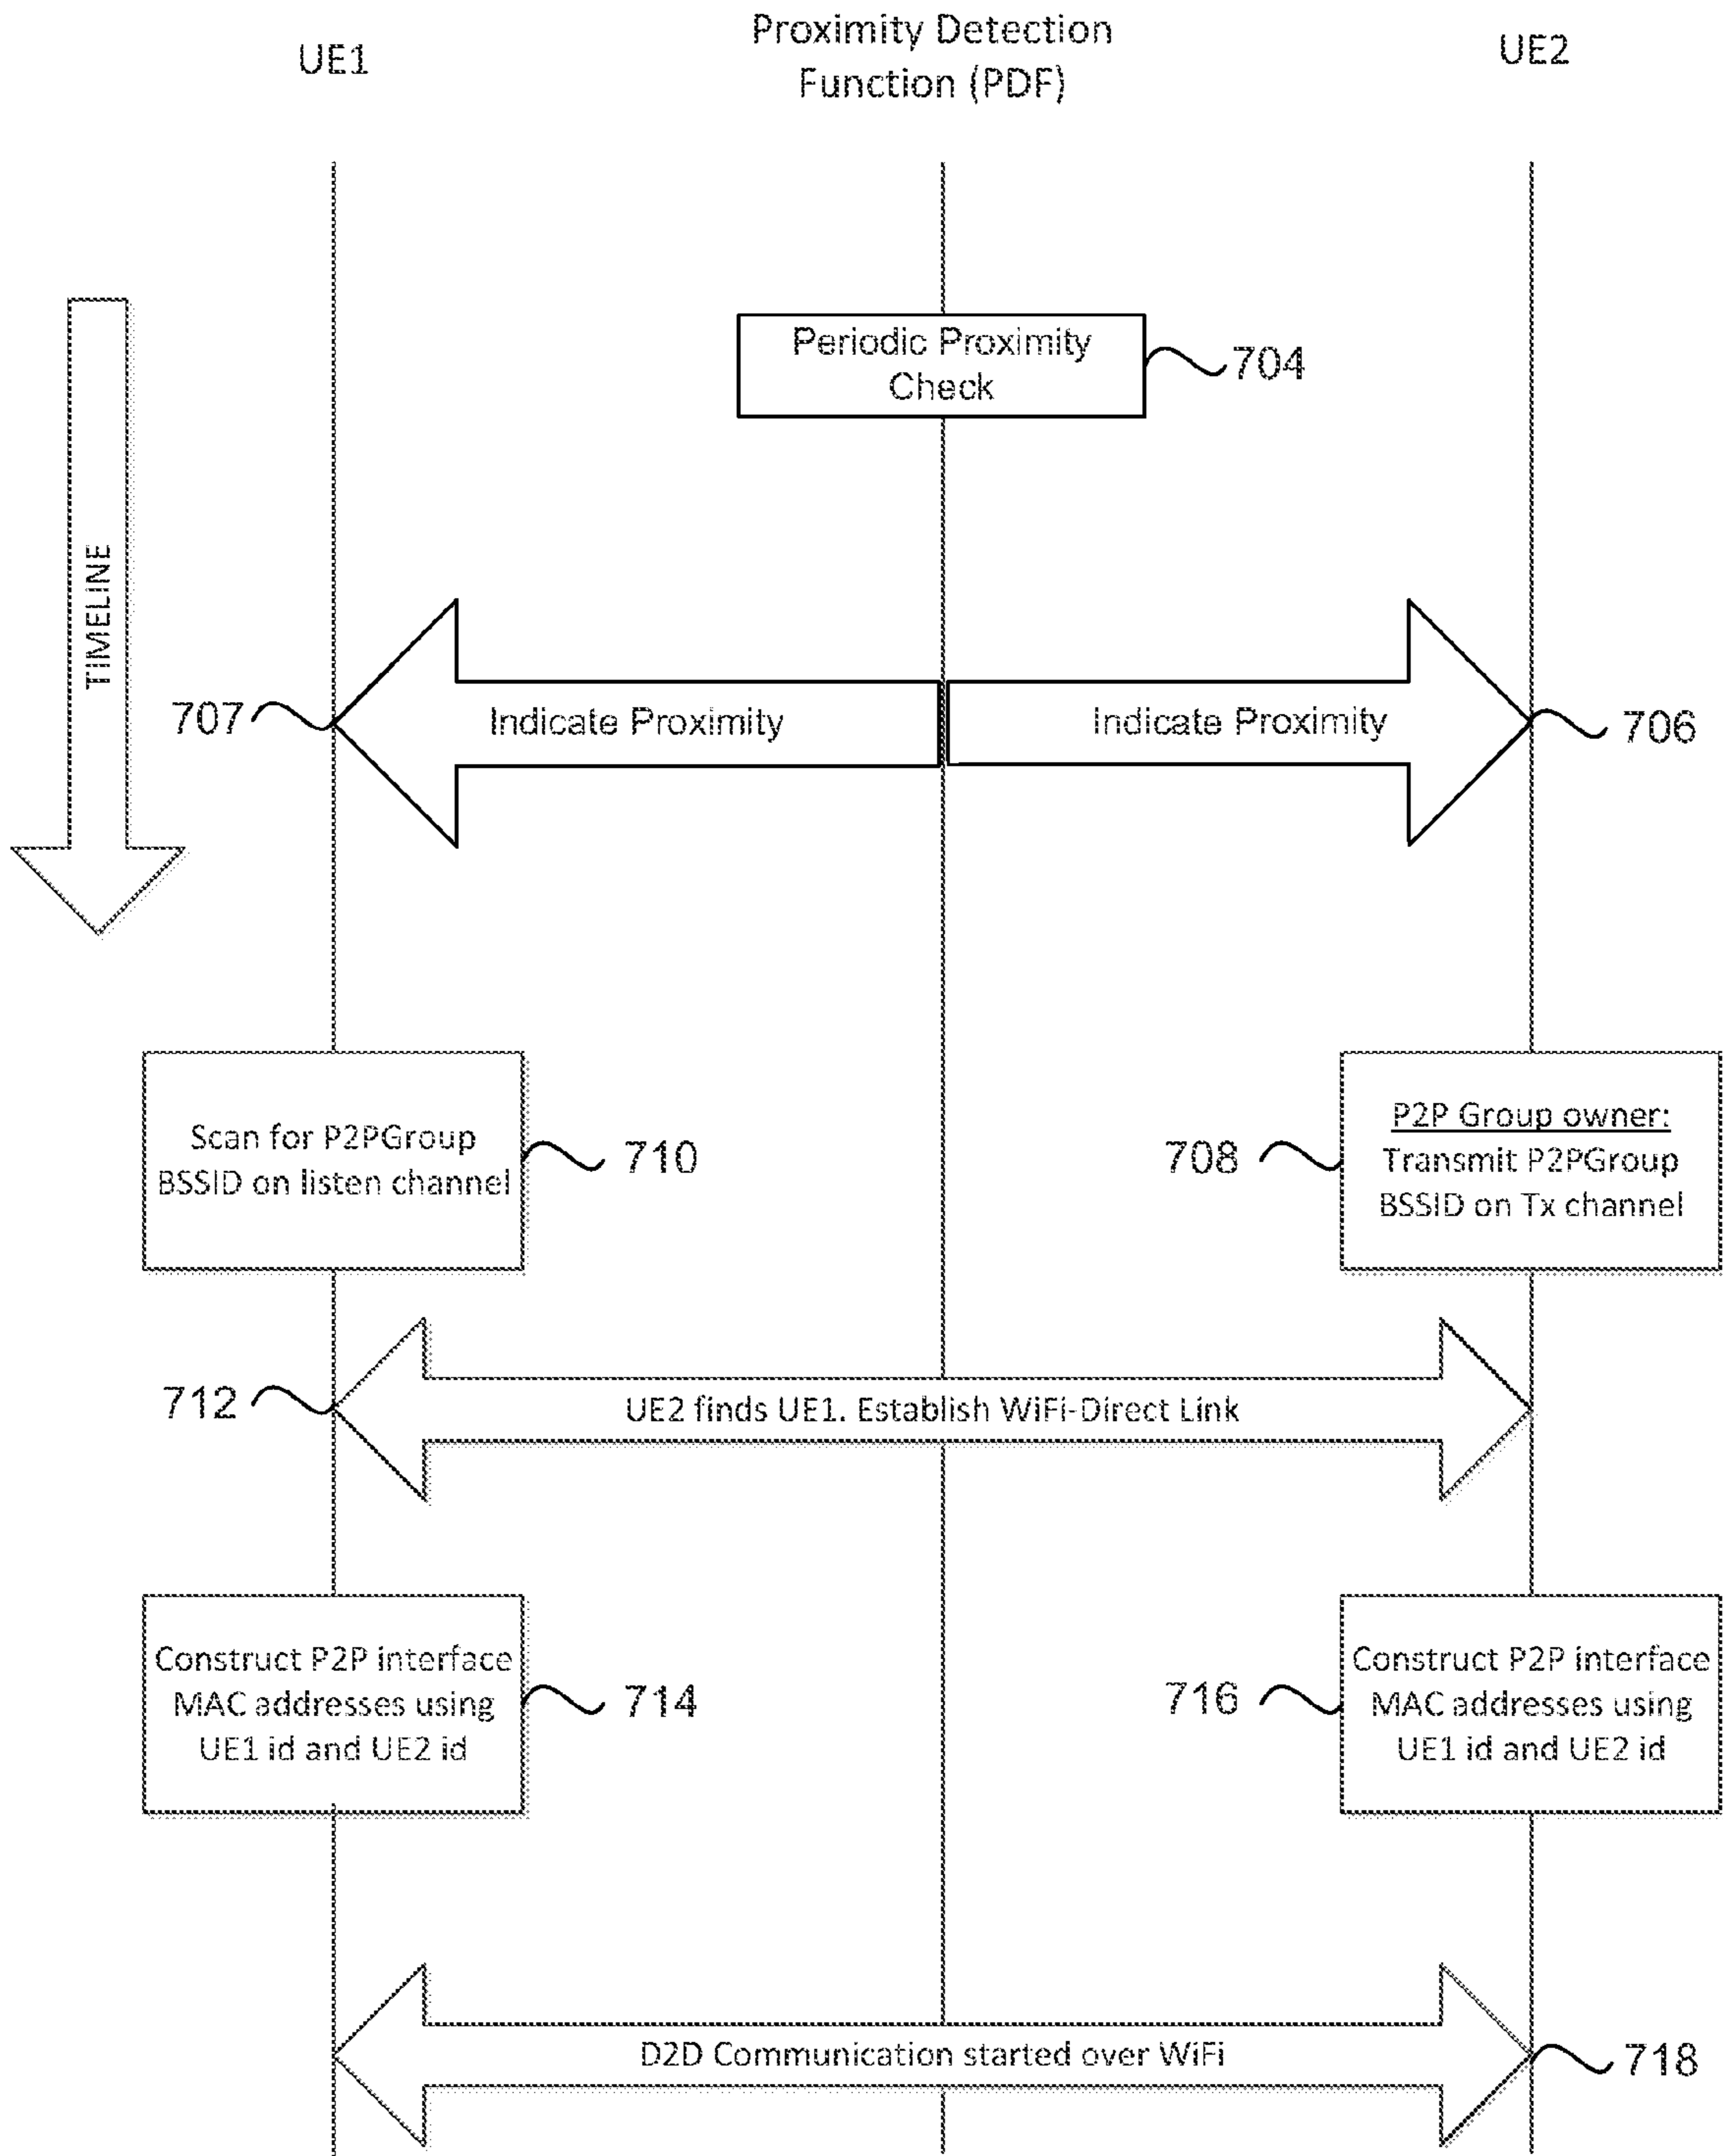 UE1
Proximity Detection
Function (PDF)
UE2
Periodic Proximity
Check
704
TIMELINE
707
Indicate Proximity
Indicate Proximity
706
Scan for P2PGroup
BSSID on listen channel
710
708
P2P Group owner:
Transmit P2PGroup
BSSID on Tx channel
712
UE2 finds UE1. Establish WiFi-Direct Link
Construct P2P interface
MAC addresses using
UE1 id and UE2 id
714
716
Construct P2P interface
MAC addresses using
UE1 id and UE2 id
D2D Communication started over WiFi
718